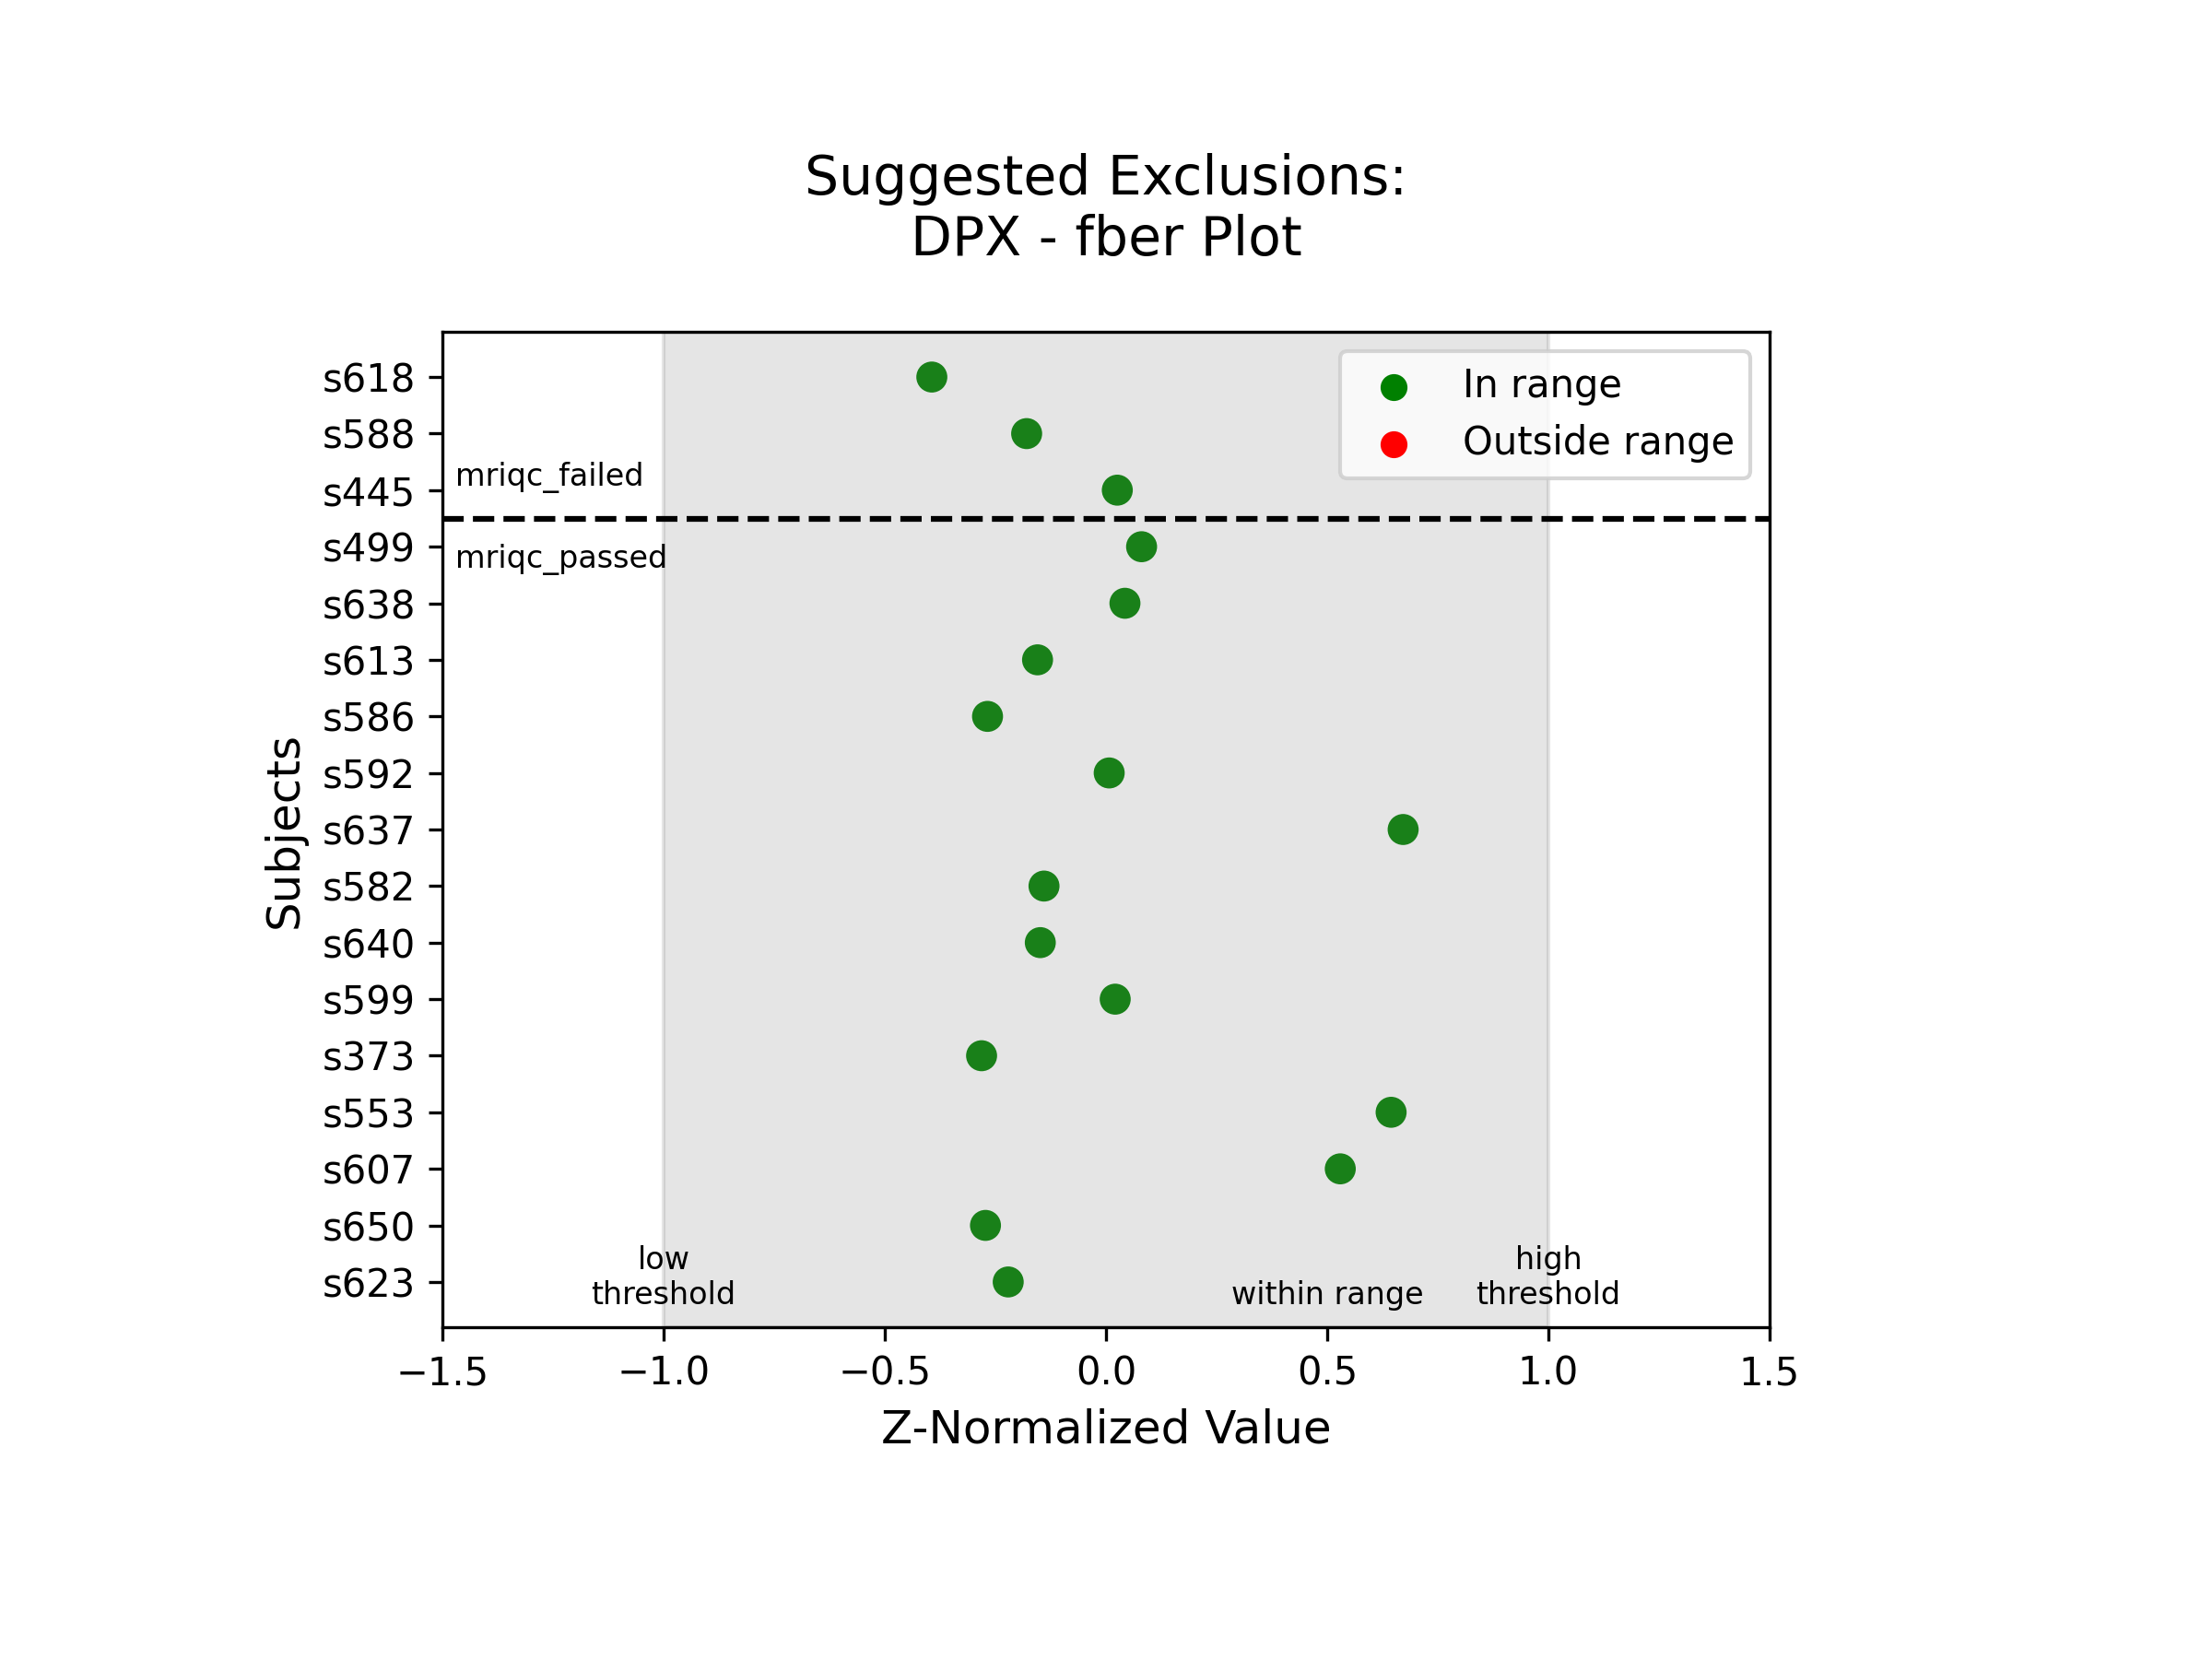 Suggested Exclusions:
DPX - fber Plot
In range
Outside range
s618
s588
mriqc_failed
s445
s499
mriqc_passed
s638
s613
s586
s592
s637
s582
s640
s599
s373
s553
s607
s650
s623
Subjects
low
threshold
within range
high
threshold
−1.5
−1.0
−0.5
0.0
0.5
1.0
1.5
Z-Normalized Value